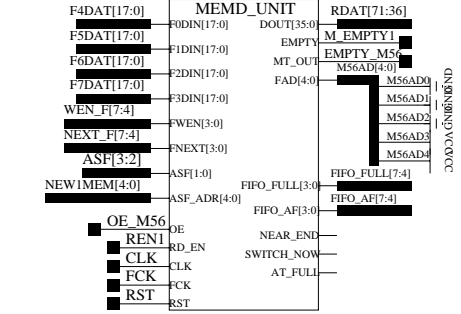 MEMD_UNIT
F4DAT[17:0]
F0DIN[17:0]
F5DAT[17:0]
F1DIN[17:0]
F6DAT[17:0]
F2DIN[17:0]
F7DAT[17:0]
F3DIN[17:0]
WEN_F[7:4]
FWEN[3:0]
NEXT_F[7:4]
FNEXT[3:0]
ASF[3:2]
ASF[1:0]
NEW1MEM[4:0]
ASF_ADR[4:0]
OE_M56
OE
REN1
RD_EN
CLK
CLK
FCK
FCK
RST
RST
RDAT[71:36]
DOUT[35:0]
M_EMPTY1
EMPTY
EMPTY_M56
MT_OUT
M56AD[4:0]
FAD[4:0]
M56AD0
M56AD1
M56AD2
M56AD3
M56AD4
FIFO_FULL[7:4]
FIFO_FULL[3:0]
FIFO_AF[7:4]
FIFO_AF[3:0]
NEAR_END
SWITCH_NOW
AT_FULL